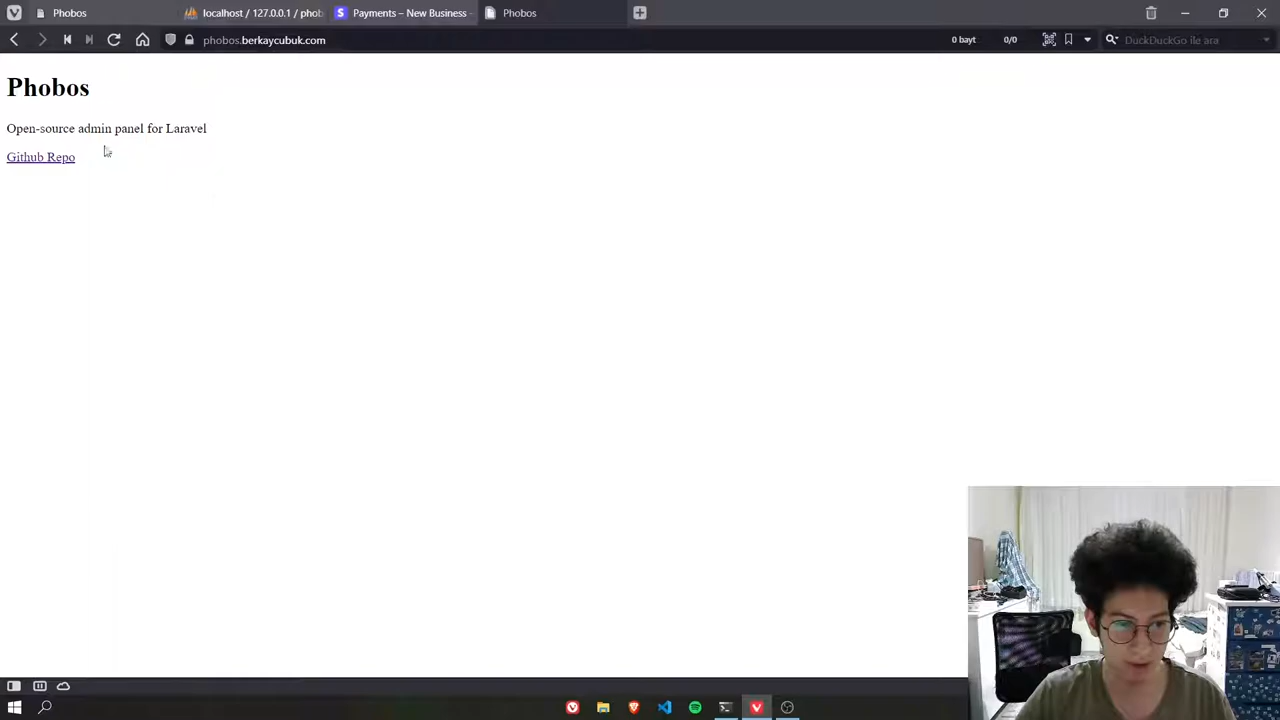 Phobos
localhost / 127.0.0.1 / phob
Payments – New Business -
Phobos
phobos.berkaycubuk.com
0 bayt
0/0
DuckDuckGo ile ara
Phobos
Open-source admin panel for Laravel
Github Repo